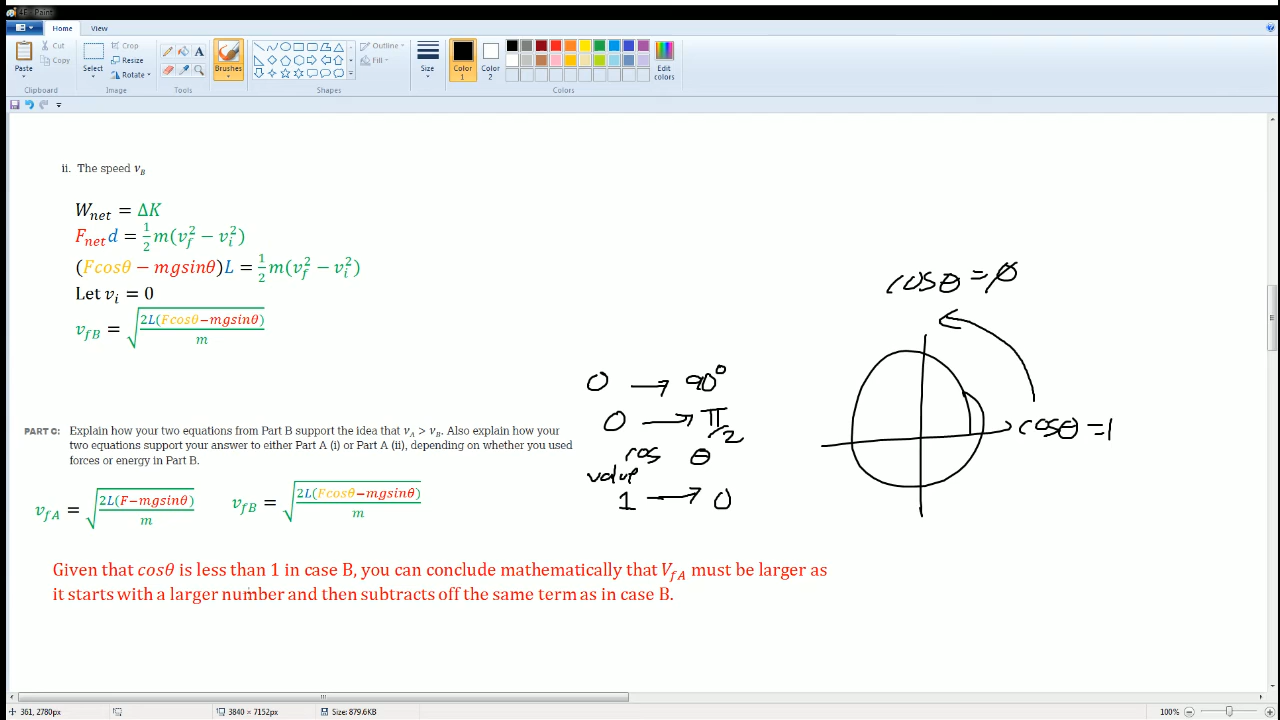 4E - Paint
Home View
Paste
Cut
Copy
Clipboard
Select
Crop
Resize
Rotate
Image
Tools
Brushes
Shapes
Outline
Fill
Size
Color 1
Color 2
Edit colors
Colors
ii. The speed v_B
W_net = ΔK
F_net d = 1/2 m(v_f^2 − v_i^2)
(Fcosθ − mgsinθ)L = 1/2 m(v_f^2 − v_i^2)
Let v_i = 0
v_fB = √(2L(Fcosθ−mgsinθ)/m)
cosθ = 0
cosθ = 1
0 → 90°
0 → π/2
cos θ
value
1 → 0
PART C: Explain how your two equations from Part B support the idea that v_A > v_B. Also explain how your
two equations support your answer to either Part A (i) or Part A (ii), depending on whether you used
forces or energy in Part B.
v_fA = √(2L(F−mgsinθ)/m) v_fB = √(2L(Fcosθ−mgsinθ)/m)
Given that cosθ is less than 1 in case B, you can conclude mathematically that V_fA must be larger as
it starts with a larger number and then subtracts off the same term as in case B.
361, 2780px
3840 × 7152px
Size: 879.6KB
100%